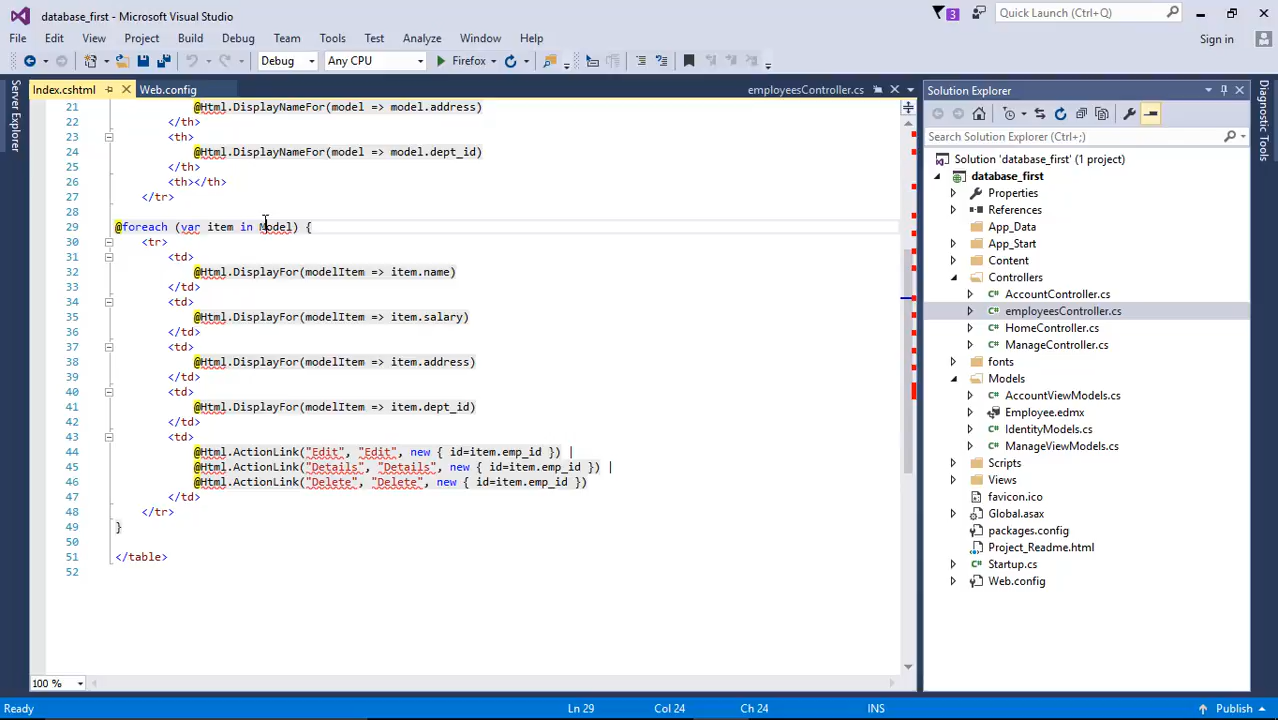 database_first - Microsoft Visual Studio
3
Quick Launch (Ctrl+Q)
File Edit View Project Build Debug Team Tools Test Analyze Window Help
Sign in
Debug Any CPU Firefox
Server Explorer
Index.cshtml Web.config employeesController.cs
21 @Html.DisplayNameFor(model => model.address)
22 </th>
23 <th>
24 @Html.DisplayNameFor(model => model.dept_id)
25 </th>
26 <th></th>
27 </tr>
28
29 @foreach (var item in Model) {
30 <tr>
31 <td>
32 @Html.DisplayFor(modelItem => item.name)
33 </td>
34 <td>
35 @Html.DisplayFor(modelItem => item.salary)
36 </td>
37 <td>
38 @Html.DisplayFor(modelItem => item.address)
39 </td>
40 <td>
41 @Html.DisplayFor(modelItem => item.dept_id)
42 </td>
43 <td>
44 @Html.ActionLink("Edit", "Edit", new { id=item.emp_id }) |
45 @Html.ActionLink("Details", "Details", new { id=item.emp_id }) |
46 @Html.ActionLink("Delete", "Delete", new { id=item.emp_id })
47 </td>
48 </tr>
49 }
50
51 </table>
52
100 %
Solution Explorer
Search Solution Explorer (Ctrl+;)
Solution 'database_first' (1 project)
database_first
Properties
References
App_Data
App_Start
Content
Controllers
C# AccountController.cs
C# employeesController.cs
C# HomeController.cs
C# ManageController.cs
fonts
Models
C# AccountViewModels.cs
Employee.edmx
C# IdentityModels.cs
C# ManageViewModels.cs
Scripts
Views
favicon.ico
Global.asax
packages.config
Project_Readme.html
C# Startup.cs
Web.config
Diagnostic Tools
Ready Ln 29 Col 24 Ch 24 INS Publish